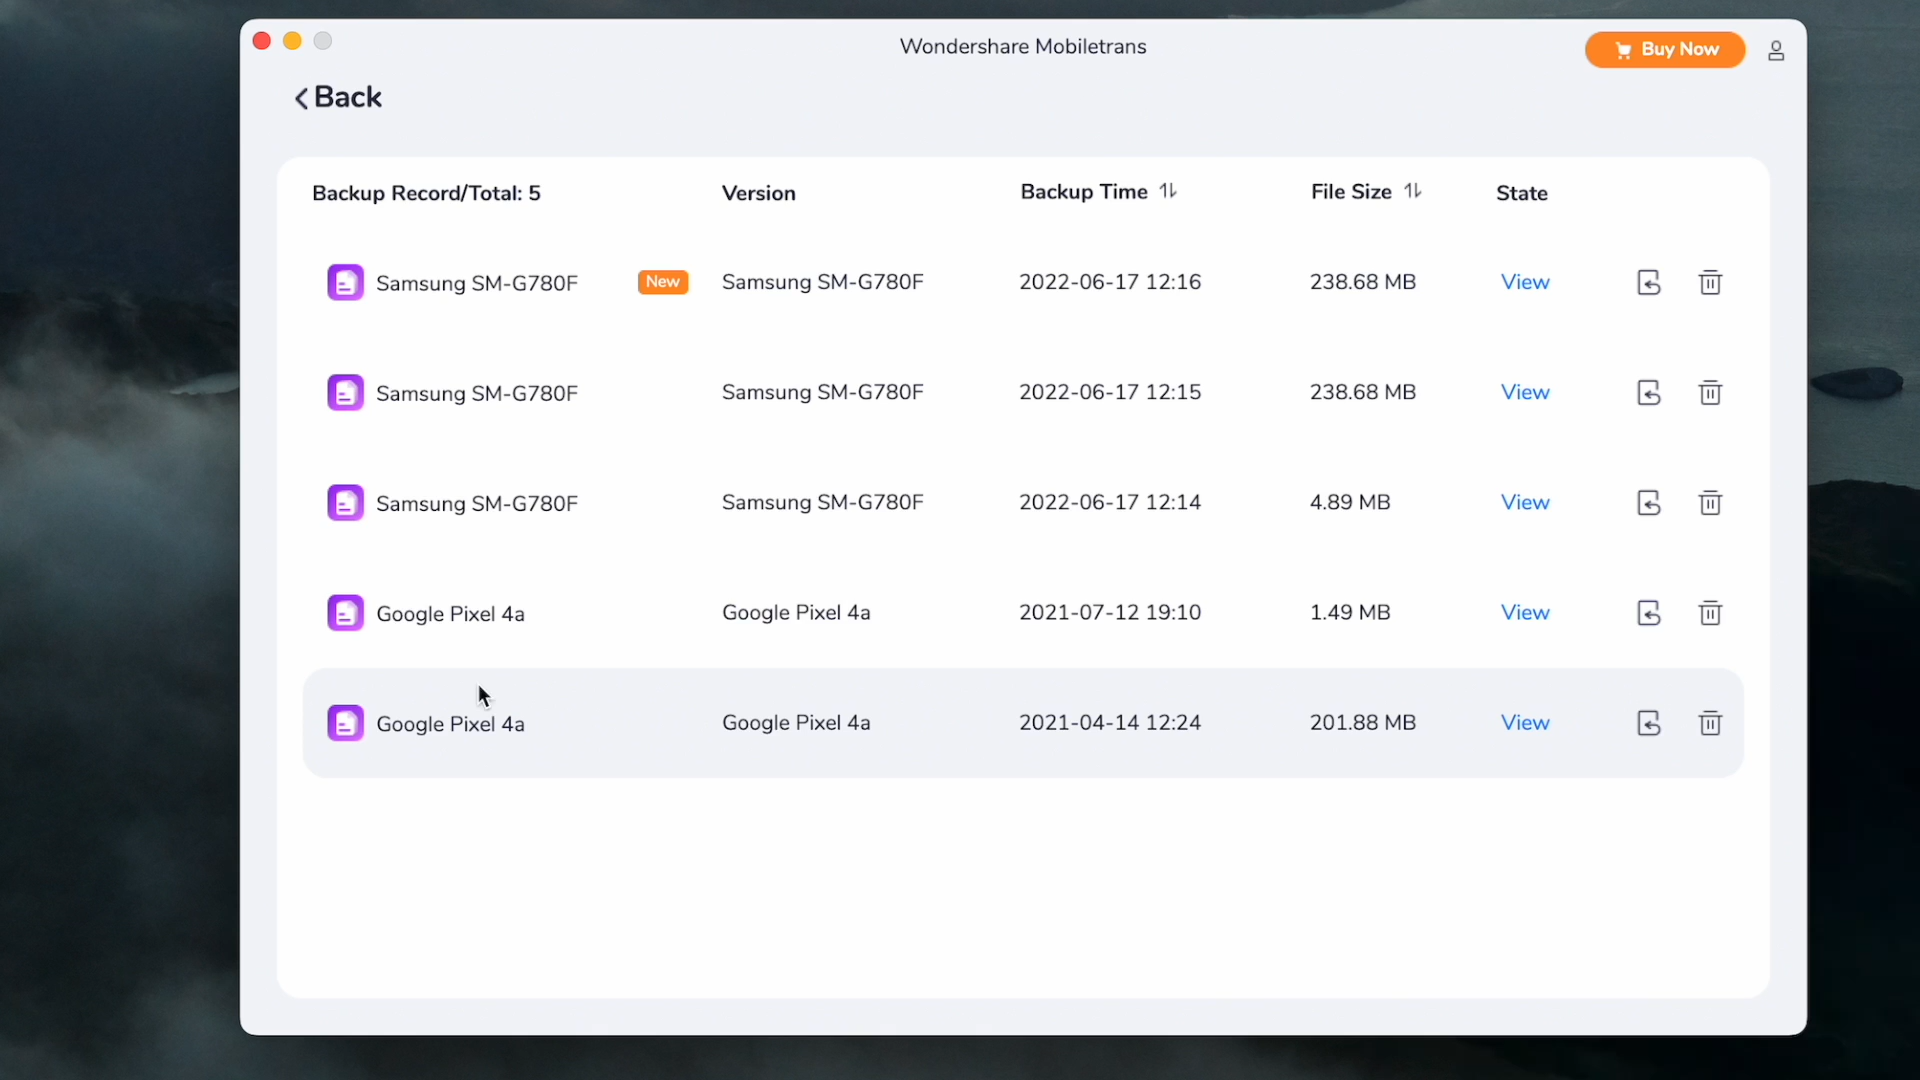 Wondershare Mobiletrans
Buy Now
Back
Backup Record/Total: 5 Version Backup Time File Size State
Samsung SM-G780F New Samsung SM-G780F 2022-06-17 12:16 238.68 MB View
Samsung SM-G780F Samsung SM-G780F 2022-06-17 12:15 238.68 MB View
Samsung SM-G780F Samsung SM-G780F 2022-06-17 12:14 4.89 MB View
Google Pixel 4a Google Pixel 4a 2021-07-12 19:10 1.49 MB View
Google Pixel 4a Google Pixel 4a 2021-04-14 12:24 201.88 MB View